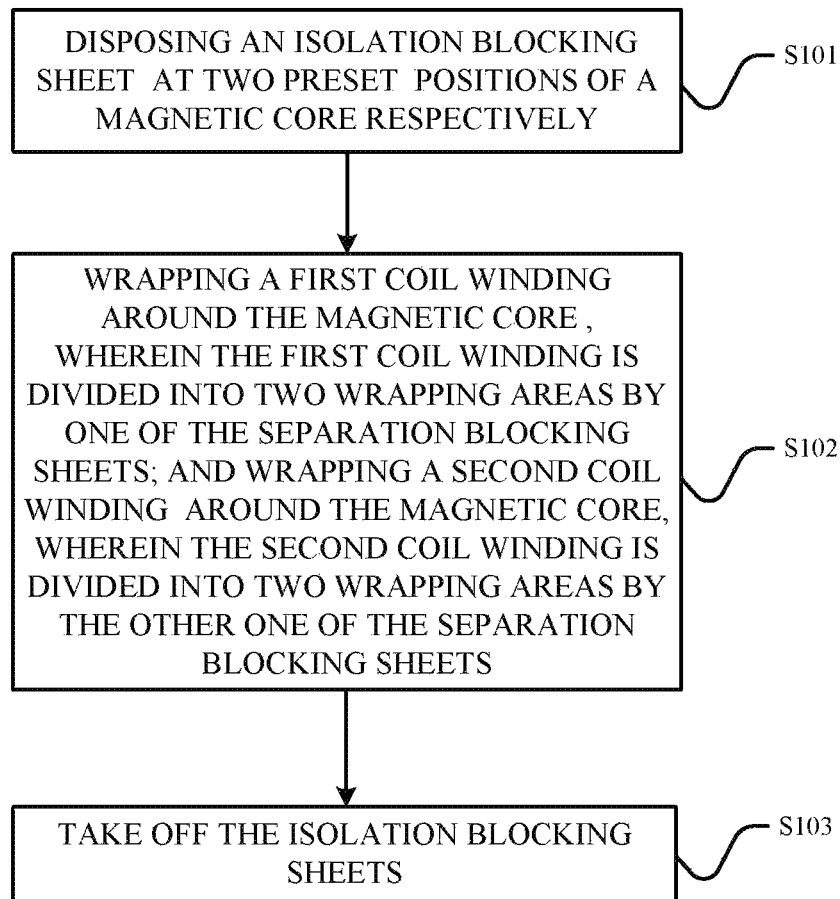 DISPOSING AN ISOLATION BLOCKING
SHEET AT TWO PRESET POSITIONS OF A
MAGNETIC CORE RESPECTIVELY
S101
WRAPPING A FIRST COIL WINDING
AROUND THE MAGNETIC CORE ,
WHEREIN THE FIRST COIL WINDING IS
DIVIDED INTO TWO WRAPPING AREAS BY
ONE OF THE SEPARATION BLOCKING
SHEETS; AND WRAPPING A SECOND COIL
WINDING AROUND THE MAGNETIC CORE,
WHEREIN THE SECOND COIL WINDING IS
DIVIDED INTO TWO WRAPPING AREAS BY
THE OTHER ONE OF THE SEPARATION
BLOCKING SHEETS
S102
TAKE OFF THE ISOLATION BLOCKING
SHEETS
S103